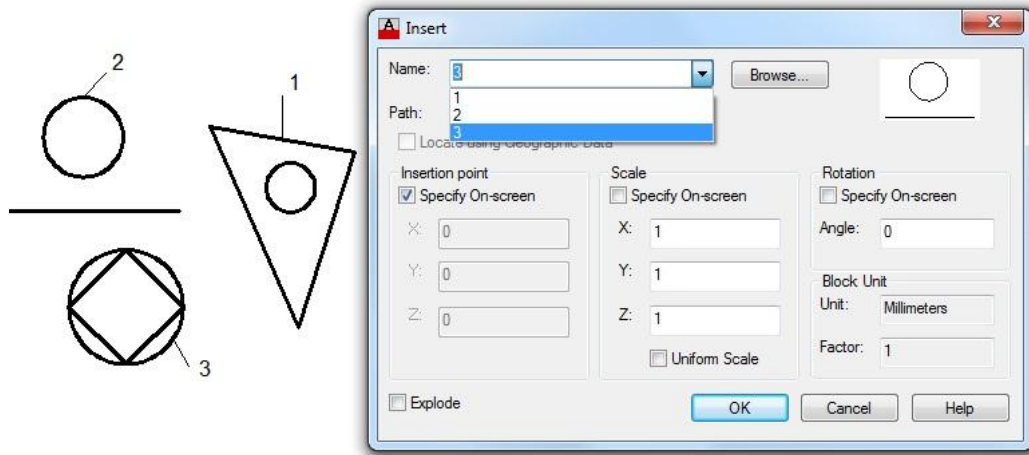 2
1
3
A Insert
Name: 3 Browse...
1
2
3
Path:
Locate using Geographic Data
Insertion point
Specify On-screen
X: 0
Y: 0
Z: 0
Scale
Specify On-screen
X: 1
Y: 1
Z: 1
Uniform Scale
Rotation
Specify On-screen
Angle: 0
Block Unit
Unit: Millimeters
Factor: 1
Explode
OK Cancel Help